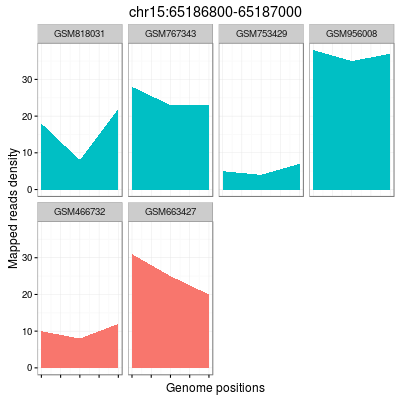 chr15:65186800-65187000
GSM818031 GSM767343 GSM753429 GSM956008
30
20
10
0
GSM466732 GSM663427
30
20
10
0
Mapped reads density
Genome positions